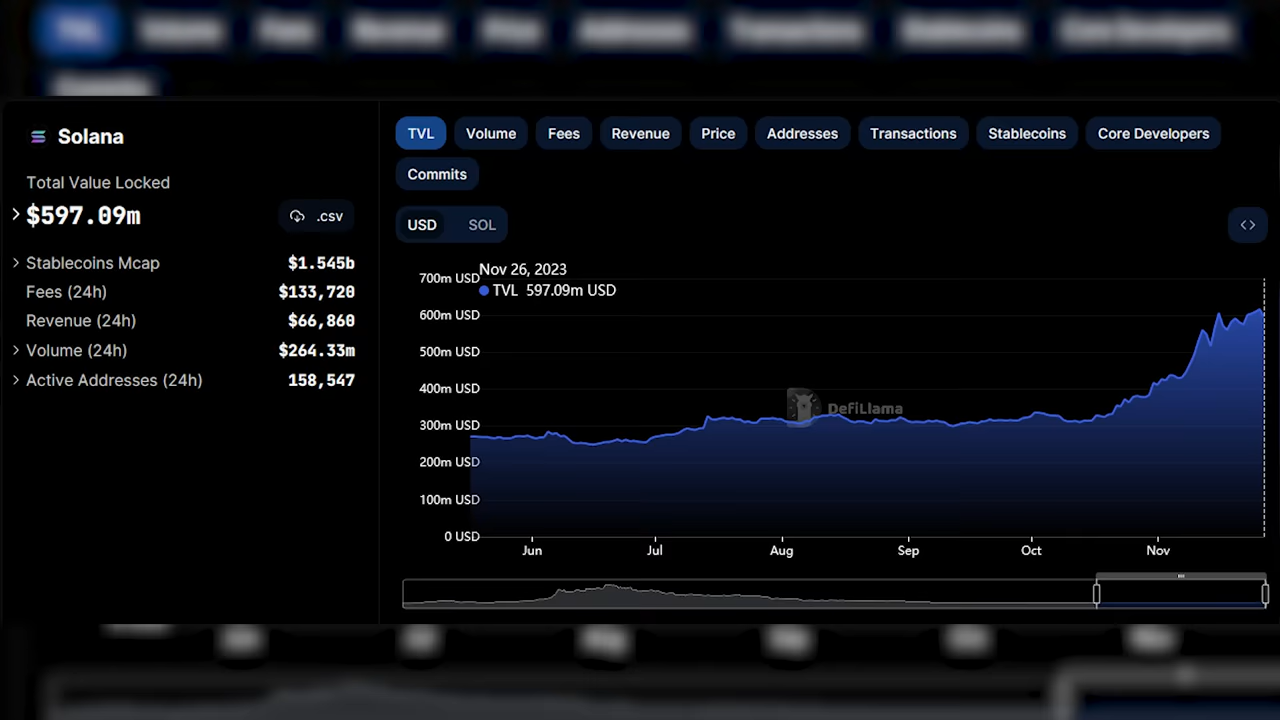 Solana
Total Value Locked
$597.09m
.csv
Stablecoins Mcap $1.545b
Fees (24h) $133,720
Revenue (24h) $66,860
Volume (24h) $264.33m
Active Addresses (24h) 158,547
TVL Volume Fees Revenue Price Addresses Transactions Stablecoins Core Developers
Commits
USD SOL
Nov 26, 2023
TVL 597.09m USD
700m USD
600m USD
500m USD
400m USD
300m USD
200m USD
100m USD
0 USD
DefiLlama
Jun Jul Aug Sep Oct Nov